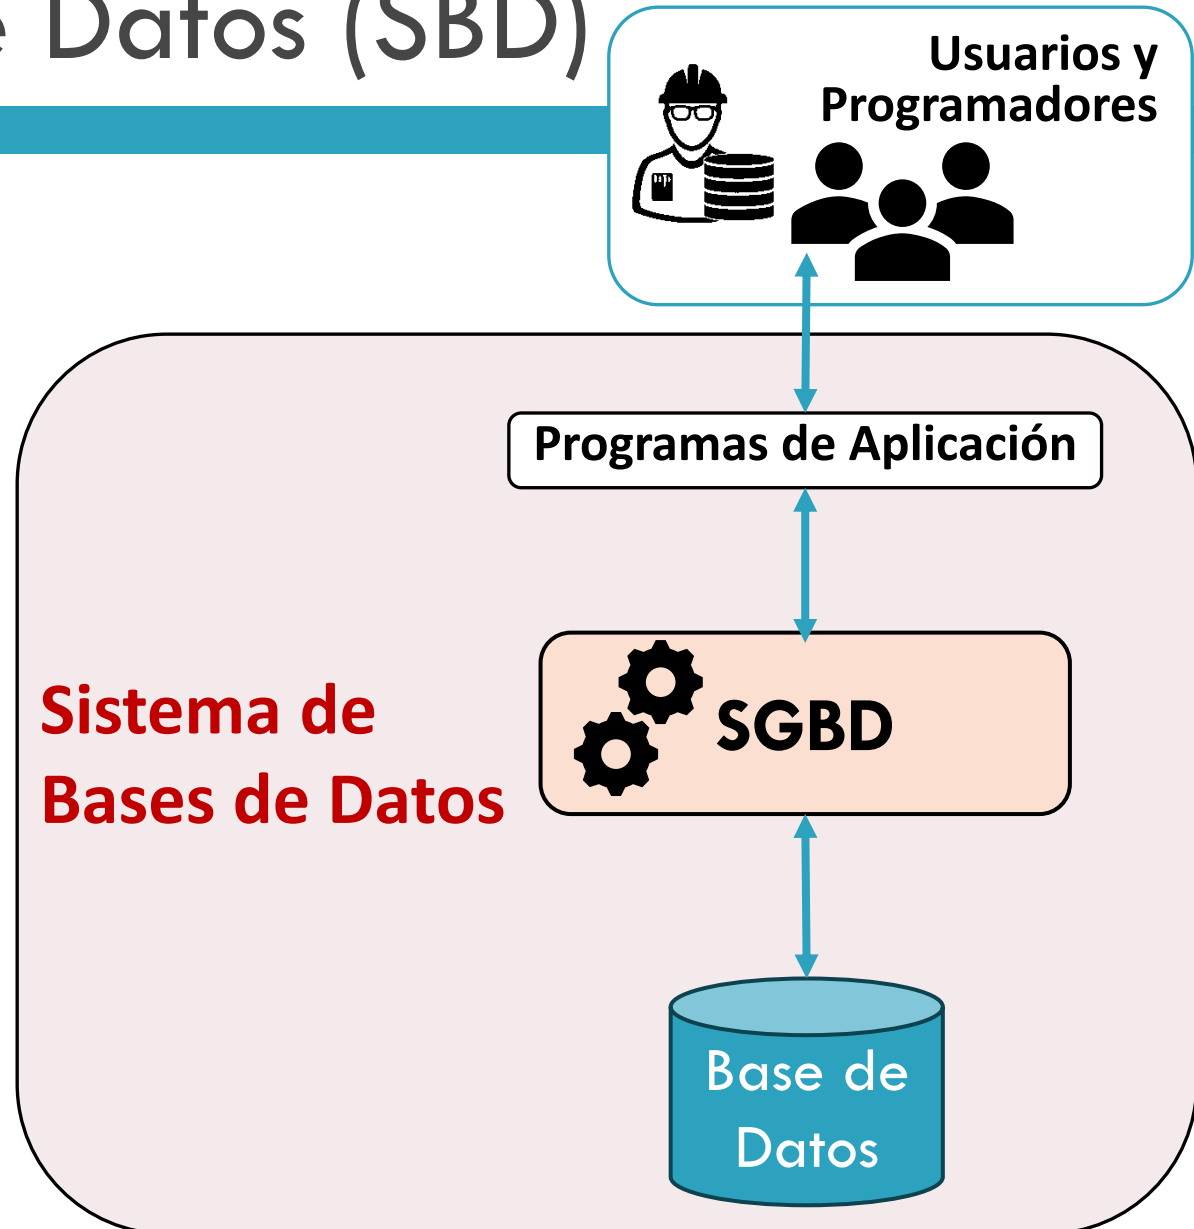 Datos (SBD)
Usuarios y
Programadores
Programas de Aplicación
SGBD
Sistema de
Bases de Datos
Base de
Datos